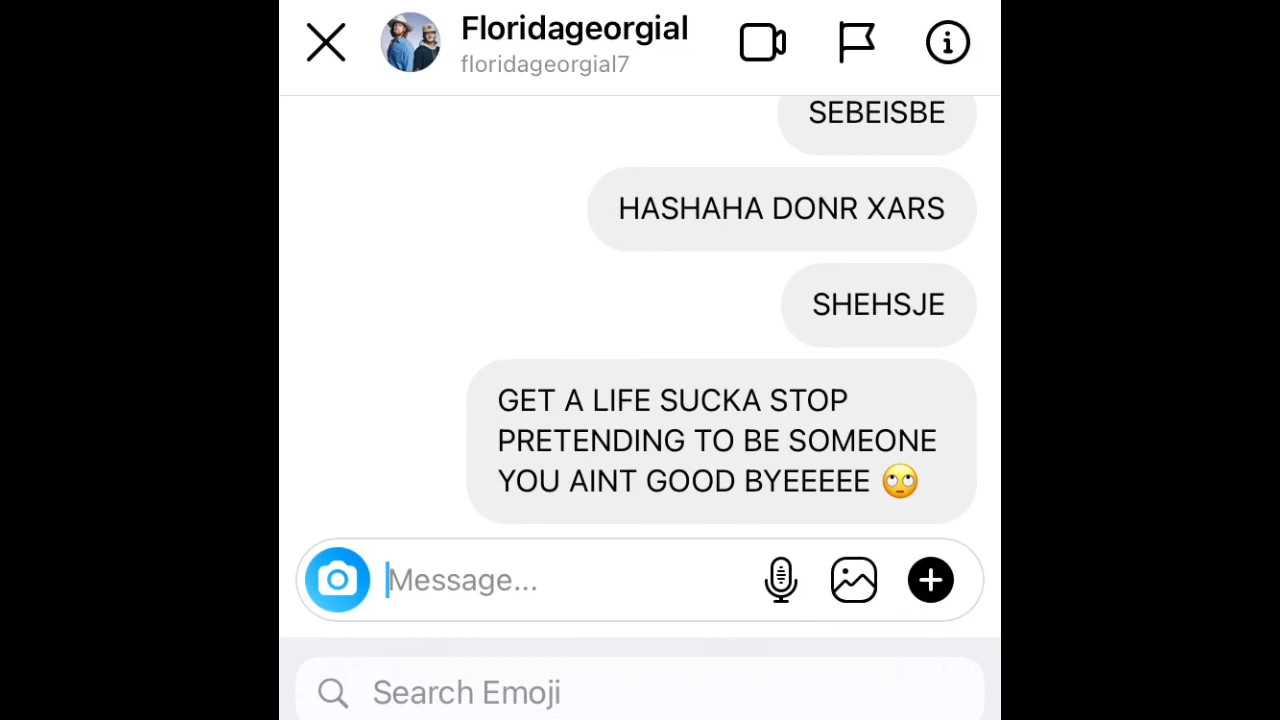 Floridageorgial
floridageorgial7
SEBEISBE
HASHAHA DONR XARS
SHEHSJE
GET A LIFE SUCKA STOP
PRETENDING TO BE SOMEONE
YOU AINT GOOD BYEEEEE 🙄
Message...
Search Emoji